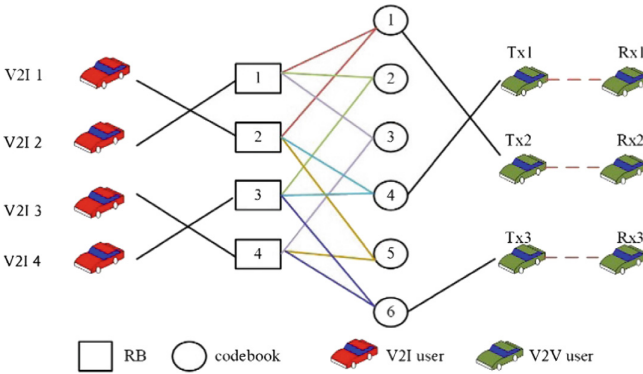 1
Tx1 Rx1
V2I 1
1
2
V2I 2
2
3
Tx2 Rx2
V2I 3
3
4
V2I 4
4
5
Tx3 Rx3
6
RB codebook V2I user V2V user